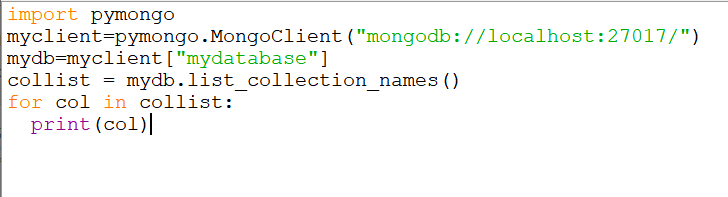 import pymongo
myclient=pymongo.MongoClient("mongodb://localhost:27017/")
mydb=myclient["mydatabase"]
collist = mydb.list_collection_names()
for col in collist:
  print(col)